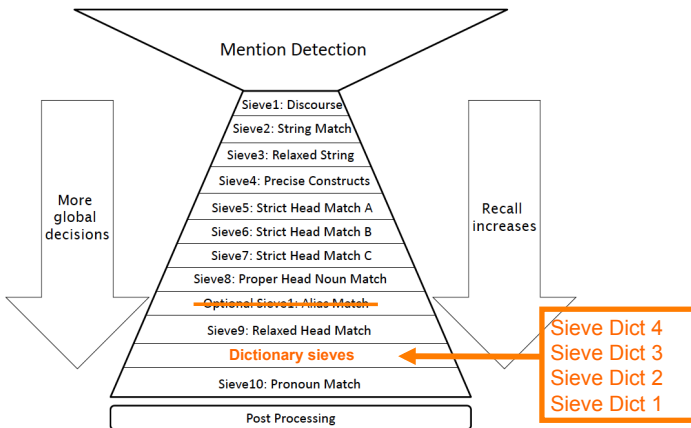 Mention Detection
Sieve1: Discourse
Sieve2: String Match
Sieve3: Relaxed String
Sieve4: Precise Constructs
Sieve5: Strict Head Match A
Sieve6: Strict Head Match B
Sieve7: Strict Head Match C
Sieve8: Proper Head Noun Match
Optional Sieve1: Alias Match
Sieve9: Relaxed Head Match
Dictionary sieves
Sieve10: Pronoun Match
Post Processing
More
global
decisions
Recall
increases
Sieve Dict 4
Sieve Dict 3
Sieve Dict 2
Sieve Dict 1